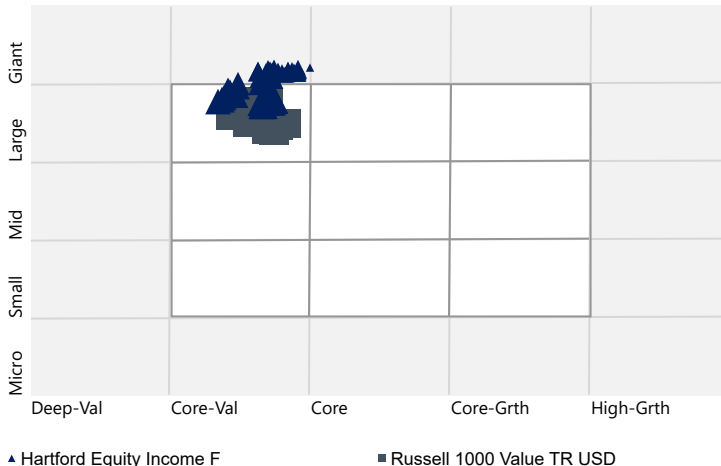 Giant
Large
Mid
Small
Micro
Deep-Val Core-Val Core Core-Grth High-Grth
Hartford Equity Income F Russell 1000 Value TR USD